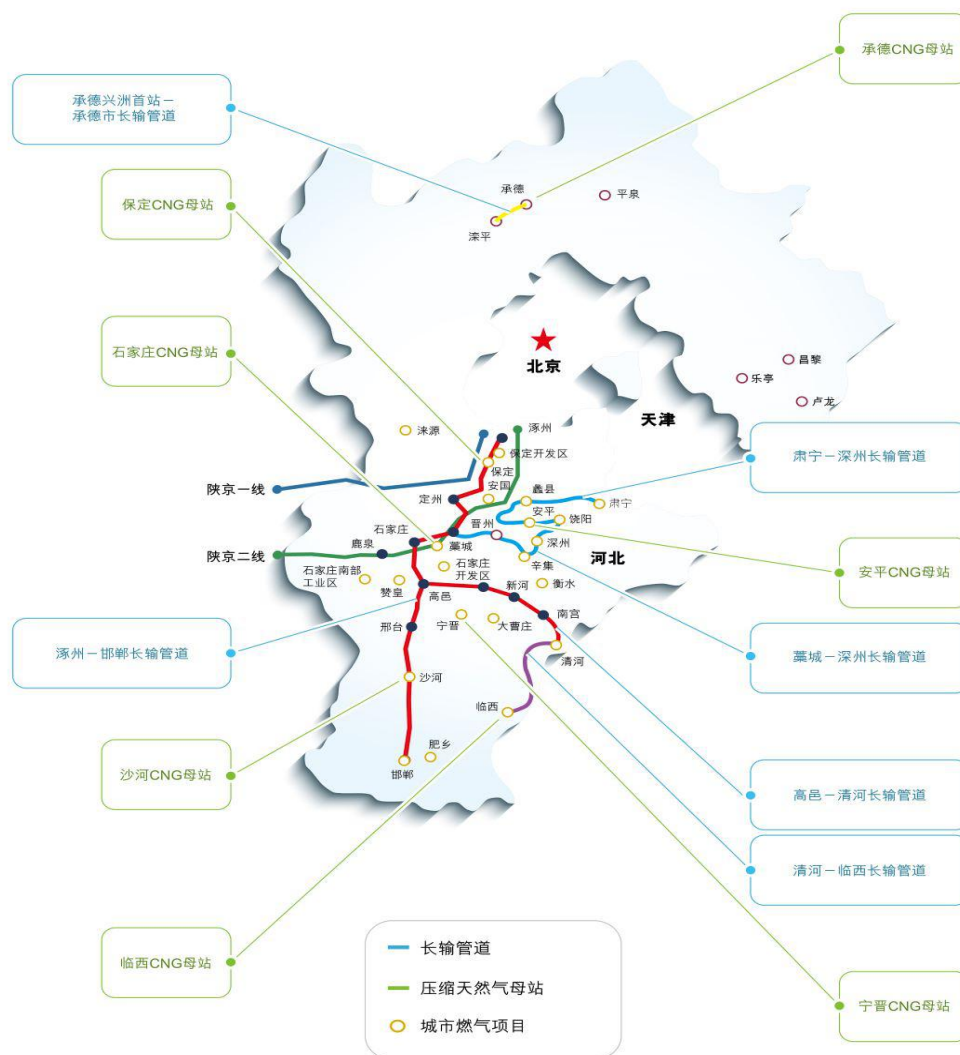 承德CNG母站
承德兴洲首站－
承德市长输管道
保定CNG母站
承德
平泉
滦平
石家庄CNG母站
北京
昌黎
乐亭
卢龙
天津
涞源
涿州
保定开发区
肃宁－深州长输管道
保定
安国
陕京一线
蠡县
定州
肃宁
安平
饶阳
晋州
石家庄
鹿泉
藁城
深州
陕京二线
河北
辛集
石家庄南部
工业区
石家庄
开发区
安平CNG母站
赞皇
高邑
新河
衡水
南宫
宁晋
大曹庄
邢台
清河
涿州－邯郸长输管道
藁城－深州长输管道
沙河
临西
肥乡
邯郸
沙河CNG母站
高邑－清河长输管道
清河－临西长输管道
临西CNG母站
长输管道
压缩天然气母站
城市燃气项目
宁晋CNG母站